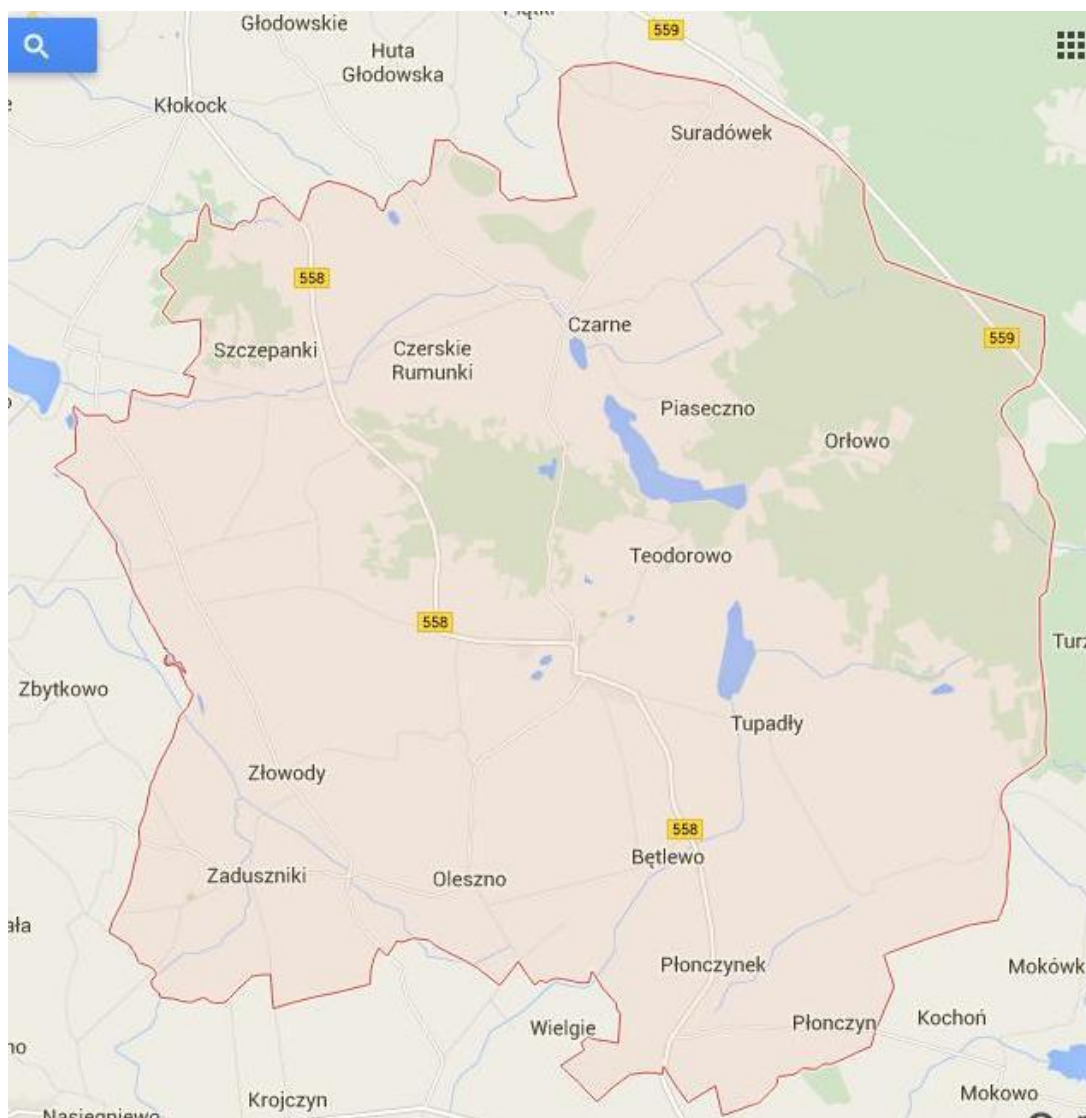 Głodowskie
559
Huta
Głodowska
Kłokock
Suradówek
558
559
Czarne
Szczepanki
Czerskie
Rumunki
Piaseczno
Orłowo
Teodorowo
558
Zbytkowo
Tupadły
Złowody
558
Bętlewo
Zaduszniki
Oleszno
Płonczynek
Wielgie
Płonczyn
Kochoń
Krojczyn
Mokowo